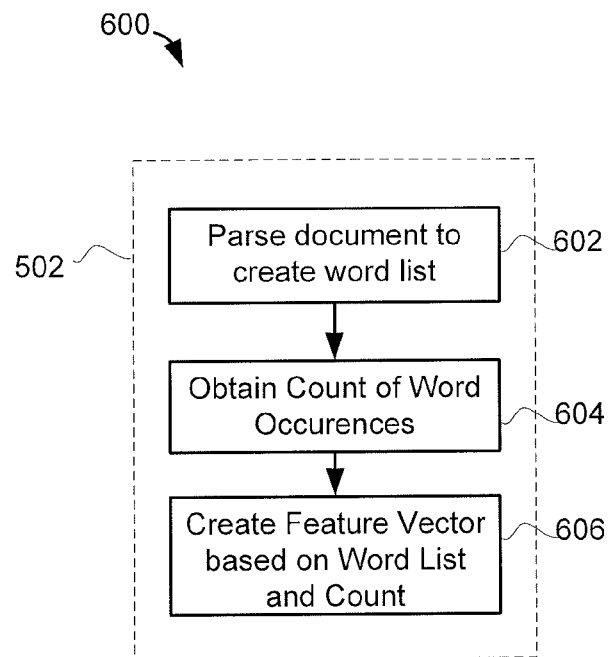 600
Parse document to
create word list
602
502
Obtain Count of Word
Occurences
604
Create Feature Vector
based on Word List
and Count
606